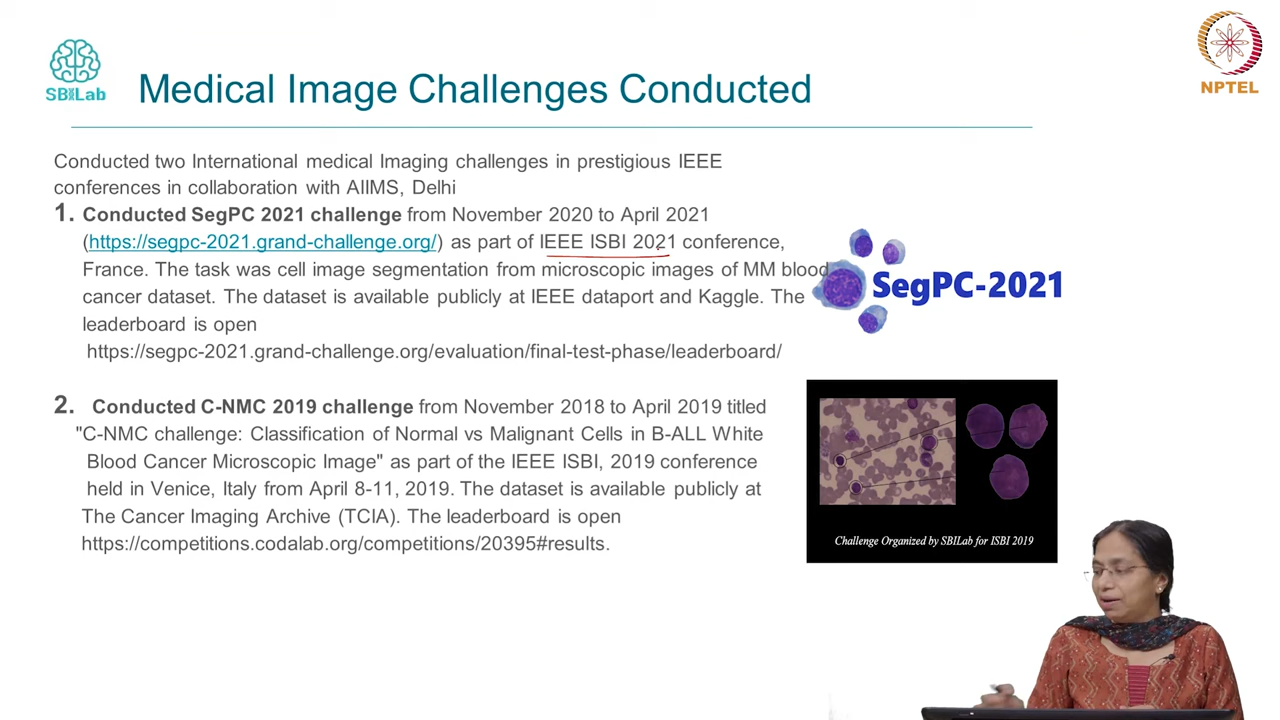 SBILab
NPTEL
Medical Image Challenges Conducted
Conducted two International medical Imaging challenges in prestigious IEEE
conferences in collaboration with AIIMS, Delhi
1. Conducted SegPC 2021 challenge from November 2020 to April 2021
(https://segpc-2021.grand-challenge.org/) as part of IEEE ISBI 2021 conference,
France. The task was cell image segmentation from microscopic images of MM blood
cancer dataset. The dataset is available publicly at IEEE dataport and Kaggle. The
leaderboard is open
https://segpc-2021.grand-challenge.org/evaluation/final-test-phase/leaderboard/
SegPC-2021
2. Conducted C-NMC 2019 challenge from November 2018 to April 2019 titled
"C-NMC challenge: Classification of Normal vs Malignant Cells in B-ALL White
Blood Cancer Microscopic Image" as part of the IEEE ISBI, 2019 conference
held in Venice, Italy from April 8-11, 2019. The dataset is available publicly at
The Cancer Imaging Archive (TCIA). The leaderboard is open
https://competitions.codalab.org/competitions/20395#results.
Challenge Organized by SBILab for ISBI 2019